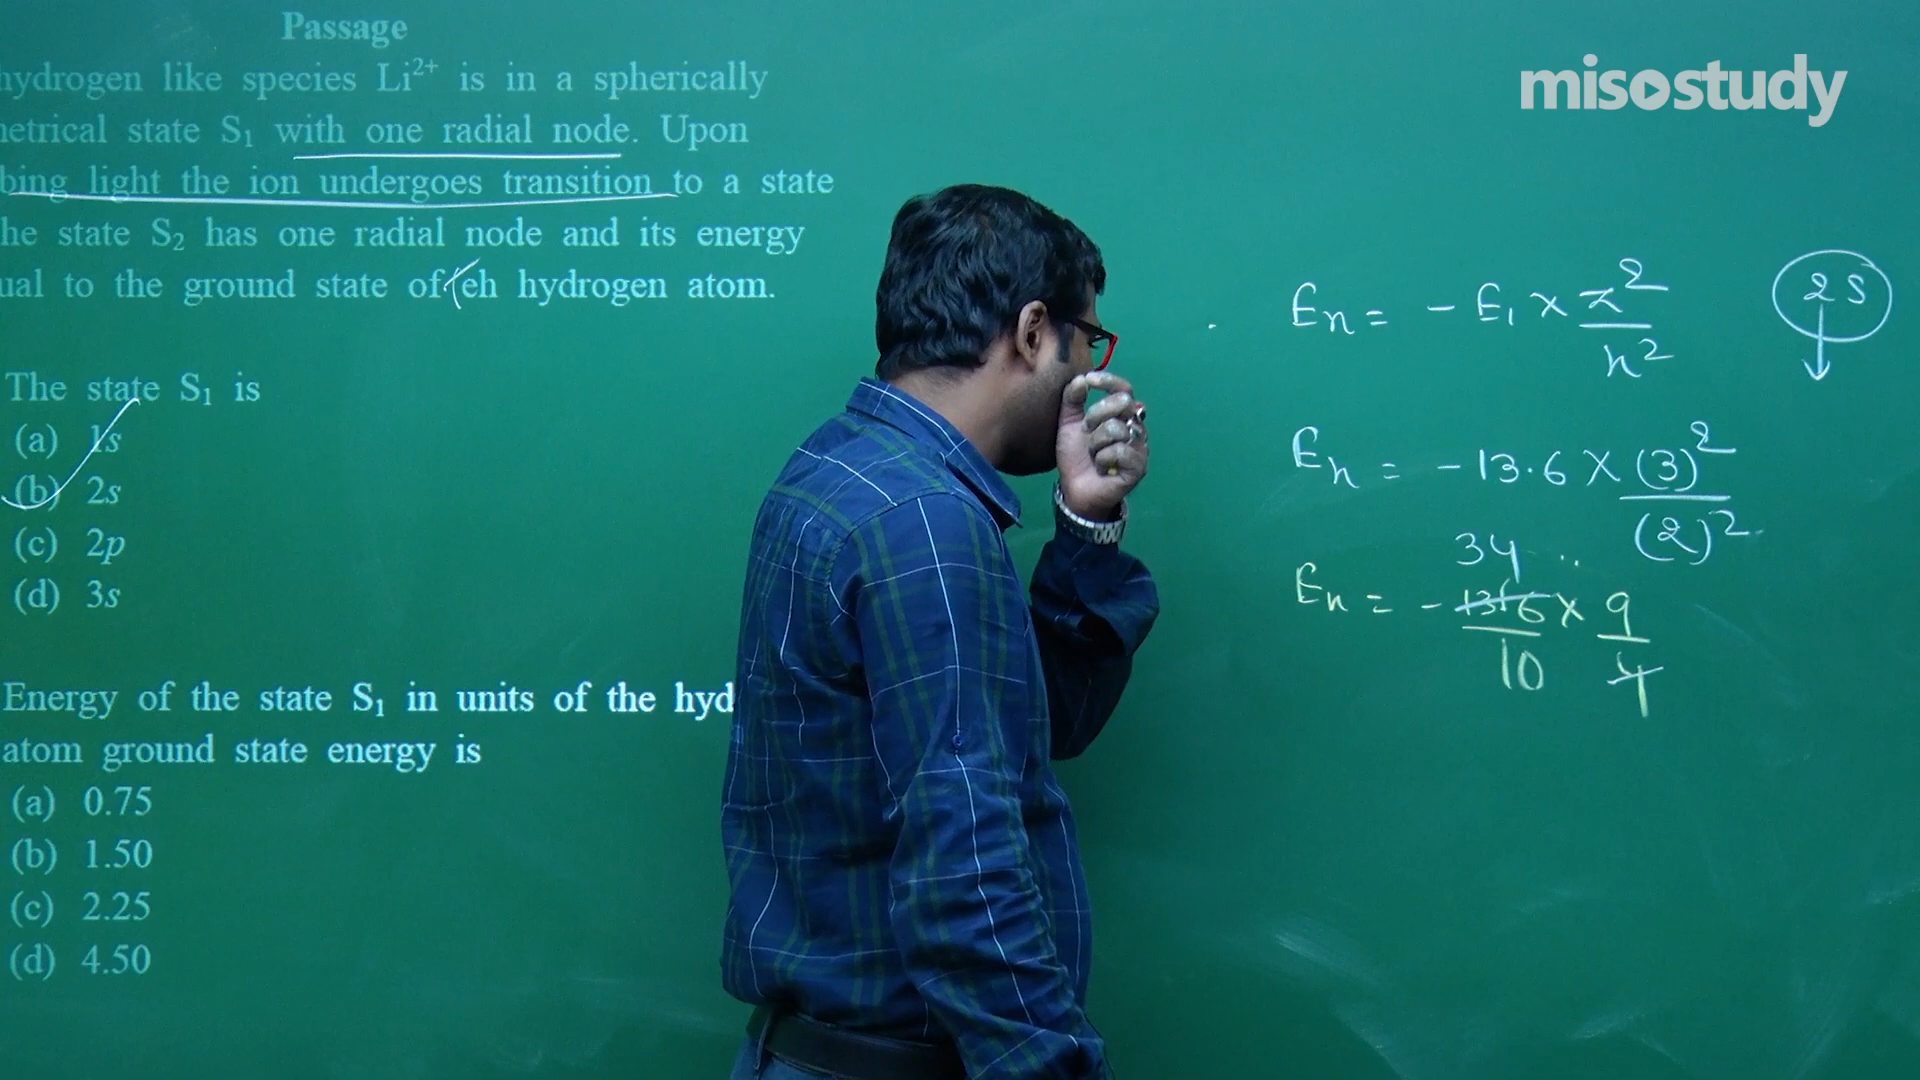 Passage
hydrogen like species Li²⁺ is in a spherically
metrical state S₁ with one radial node. Upon
bing light the ion undergoes transition to a state
he state S₂ has one radial node and its energy
ual to the ground state of teh hydrogen atom.
The state S₁ is
(a) 1s
(b) 2s
(c) 2p
(d) 3s
Energy of the state S₁ in units of the hyd
atom ground state energy is
(a) 0.75
(b) 1.50
(c) 2.25
(d) 4.50
misostudy
En = - E₁ × z²/n²
2S
En = -13.6 × (3)²/(2)²
34
En = - 136/10 × 9/4